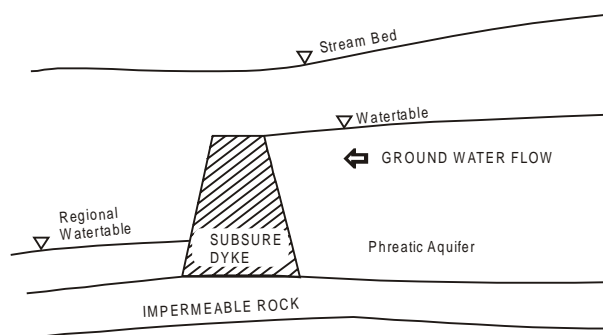 Stream Bed
Watertable
GROUND WATER FLOW
Regional
Watertable
SUBSURE
DYKE
Phreatic Aquifer
IMPERMEABLE ROCK